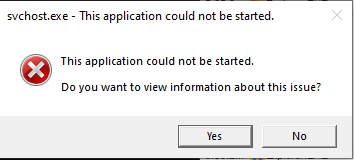 svchost.exe - This application could not be started.
This application could not be started.
Do you want to view information about this issue?
Yes No